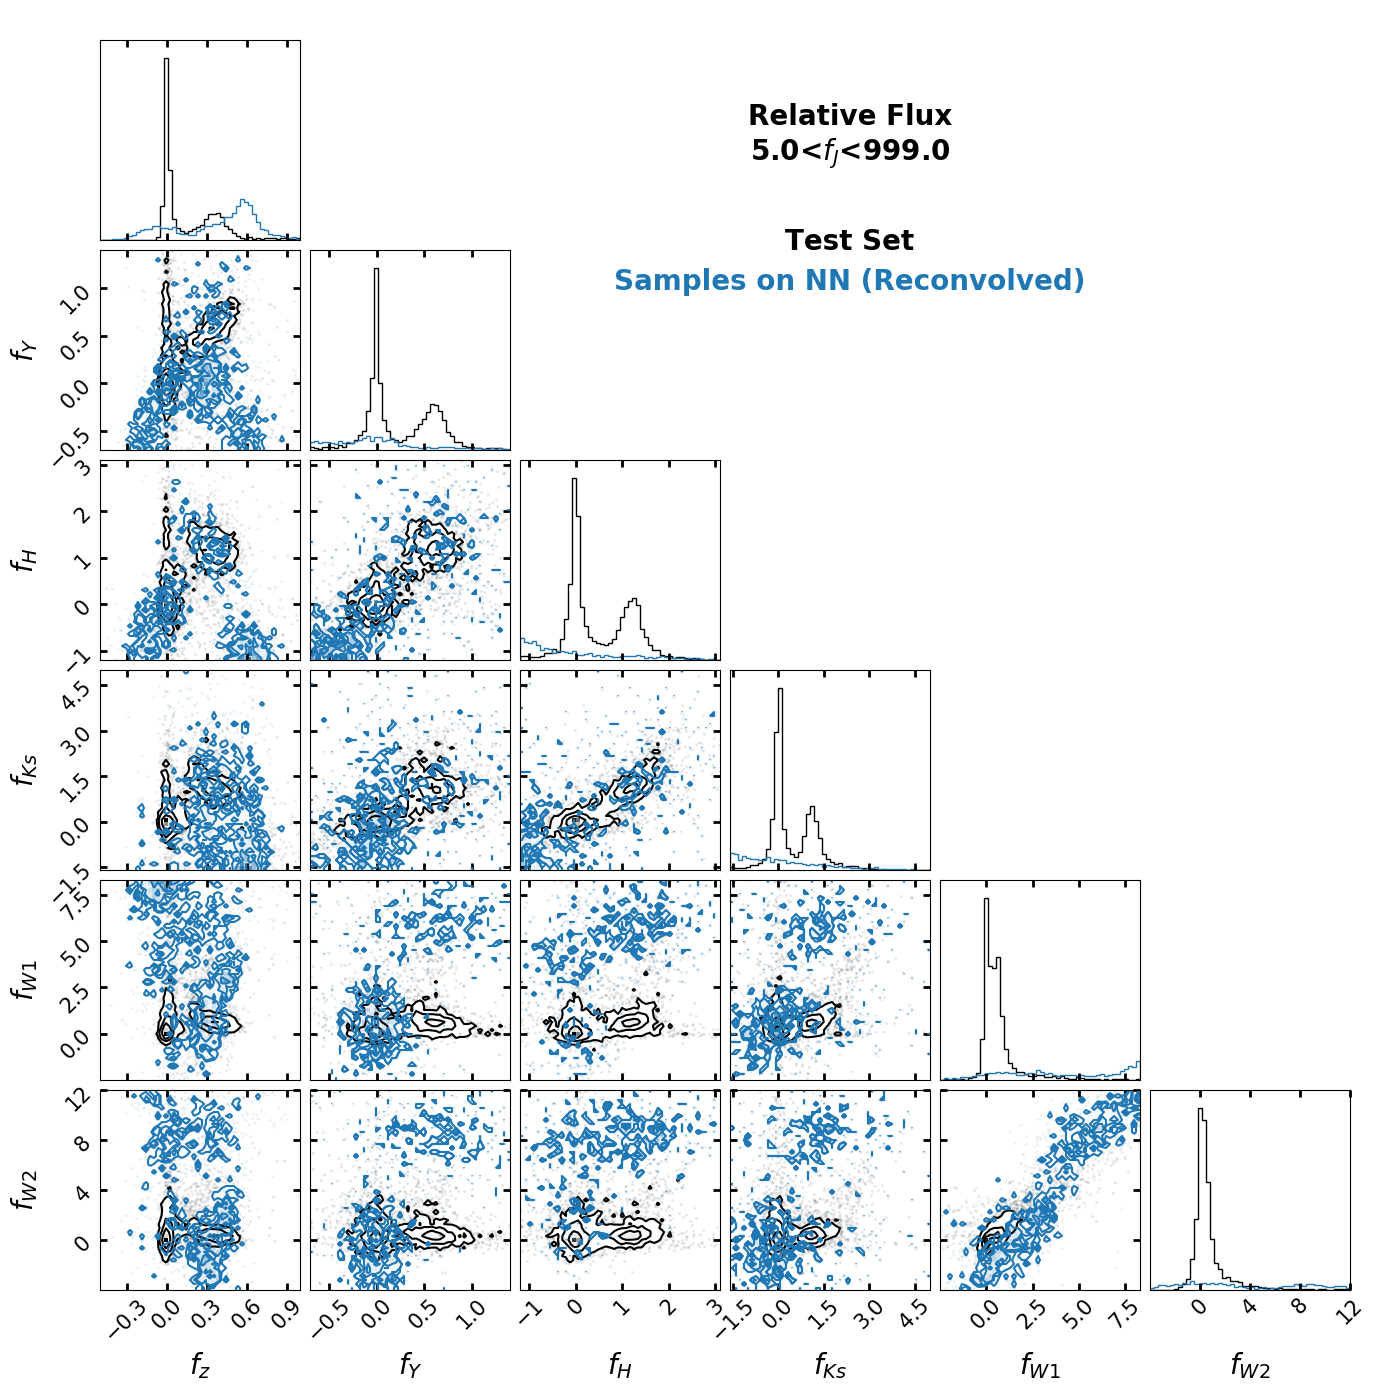 Relative Flux
5.0<f_J<999.0
Test Set
Samples on NN (Reconvolved)
f_Y
1.0
0.5
0.0
−0.5
f_H
3
2
1
0
−1
f_Ks
4.5
3.0
1.5
0.0
−1.5
f_W1
7.5
5.0
2.5
0.0
f_W2
12
8
4
0
−0.3 0.0 0.3 0.6 0.9 −0.5 0.0 0.5 1.0 −1 0 1 2 3 −1.5 0.0 1.5 3.0 4.5 0.0 2.5 5.0 7.5 0 4 8 12
f_z f_Y f_H f_Ks f_W1 f_W2